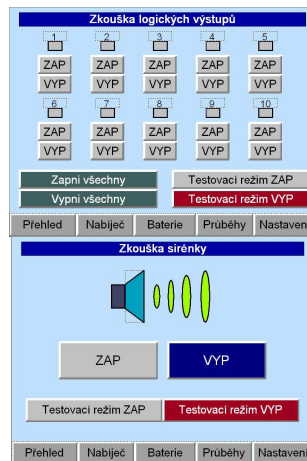 Zkouška logických výstupů
1 2 3 4 5
ZAP ZAP ZAP ZAP ZAP
VYP VYP VYP VYP VYP
6 7 8 9 10
ZAP ZAP ZAP ZAP ZAP
VYP VYP VYP VYP VYP
Zapni všechny Testovací režim ZAP
Vypni všechny Testovací režim VYP
Přehled Nabíječ Baterie Průběhy Nastaven
Zkouška sirénky
ZAP VYP
Testovací režim ZAP Testovací režim VYP
Přehled Nabíječ Baterie Průběhy Nastaven